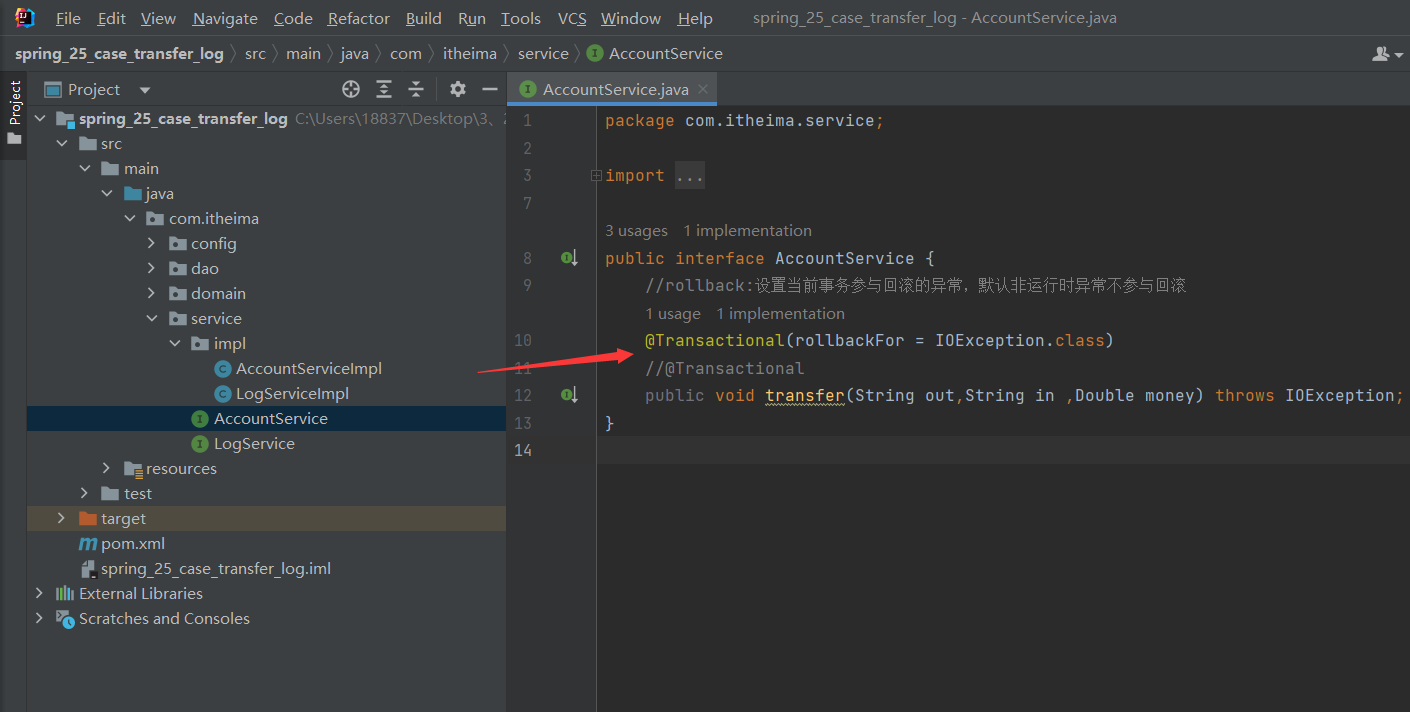 File Edit View Navigate Code Refactor Build Run Tools VCS Window Help spring_25_case_transfer_log - AccountService.java
spring_25_case_transfer_log src main java com itheima service AccountService
Project
Project
spring_25_case_transfer_log C:\Users\18837\Desktop\3、
src
main
java
com.itheima
config
dao
domain
service
impl
AccountServiceImpl
LogServiceImpl
AccountService
LogService
resources
test
target
pom.xml
spring_25_case_transfer_log.iml
External Libraries
Scratches and Consoles
AccountService.java
1 package com.itheima.service;
2
3 import ...
7
3 usages 1 implementation
8 public interface AccountService {
9 //rollback:设置当前事务参与回滚的异常，默认非运行时异常不参与回滚
1 usage 1 implementation
10 @Transactional(rollbackFor = IOException.class)
11 //@Transactional
12 public void transfer(String out,String in ,Double money) throws IOException;
13 }
14